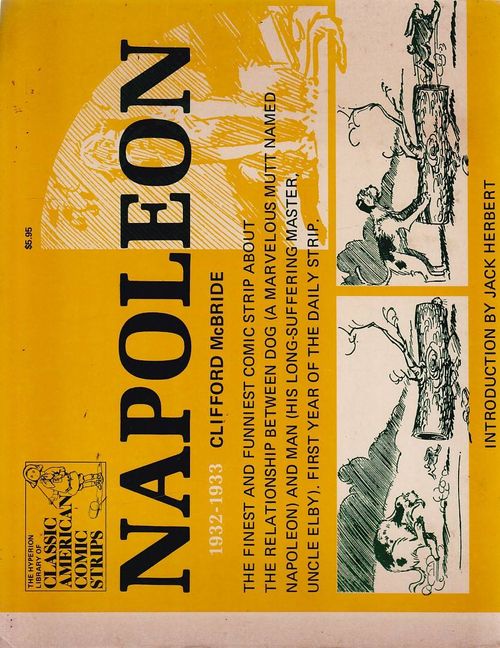 $5.95
THE HYPERION
LIBRARY OF
CLASSIC
AMERICAN
COMIC
STRIPS
NAPOLEON
1932-1933 CLIFFORD McBRIDE
THE FINEST AND FUNNIEST COMIC STRIP ABOUT
THE RELATIONSHIP BETWEEN DOG (A MARVELOUS MUTT NAMED
NAPOLEON) AND MAN (HIS LONG-SUFFERING MASTER,
UNCLE ELBY). FIRST YEAR OF THE DAILY STRIP.
INTRODUCTION BY JACK HERBERT